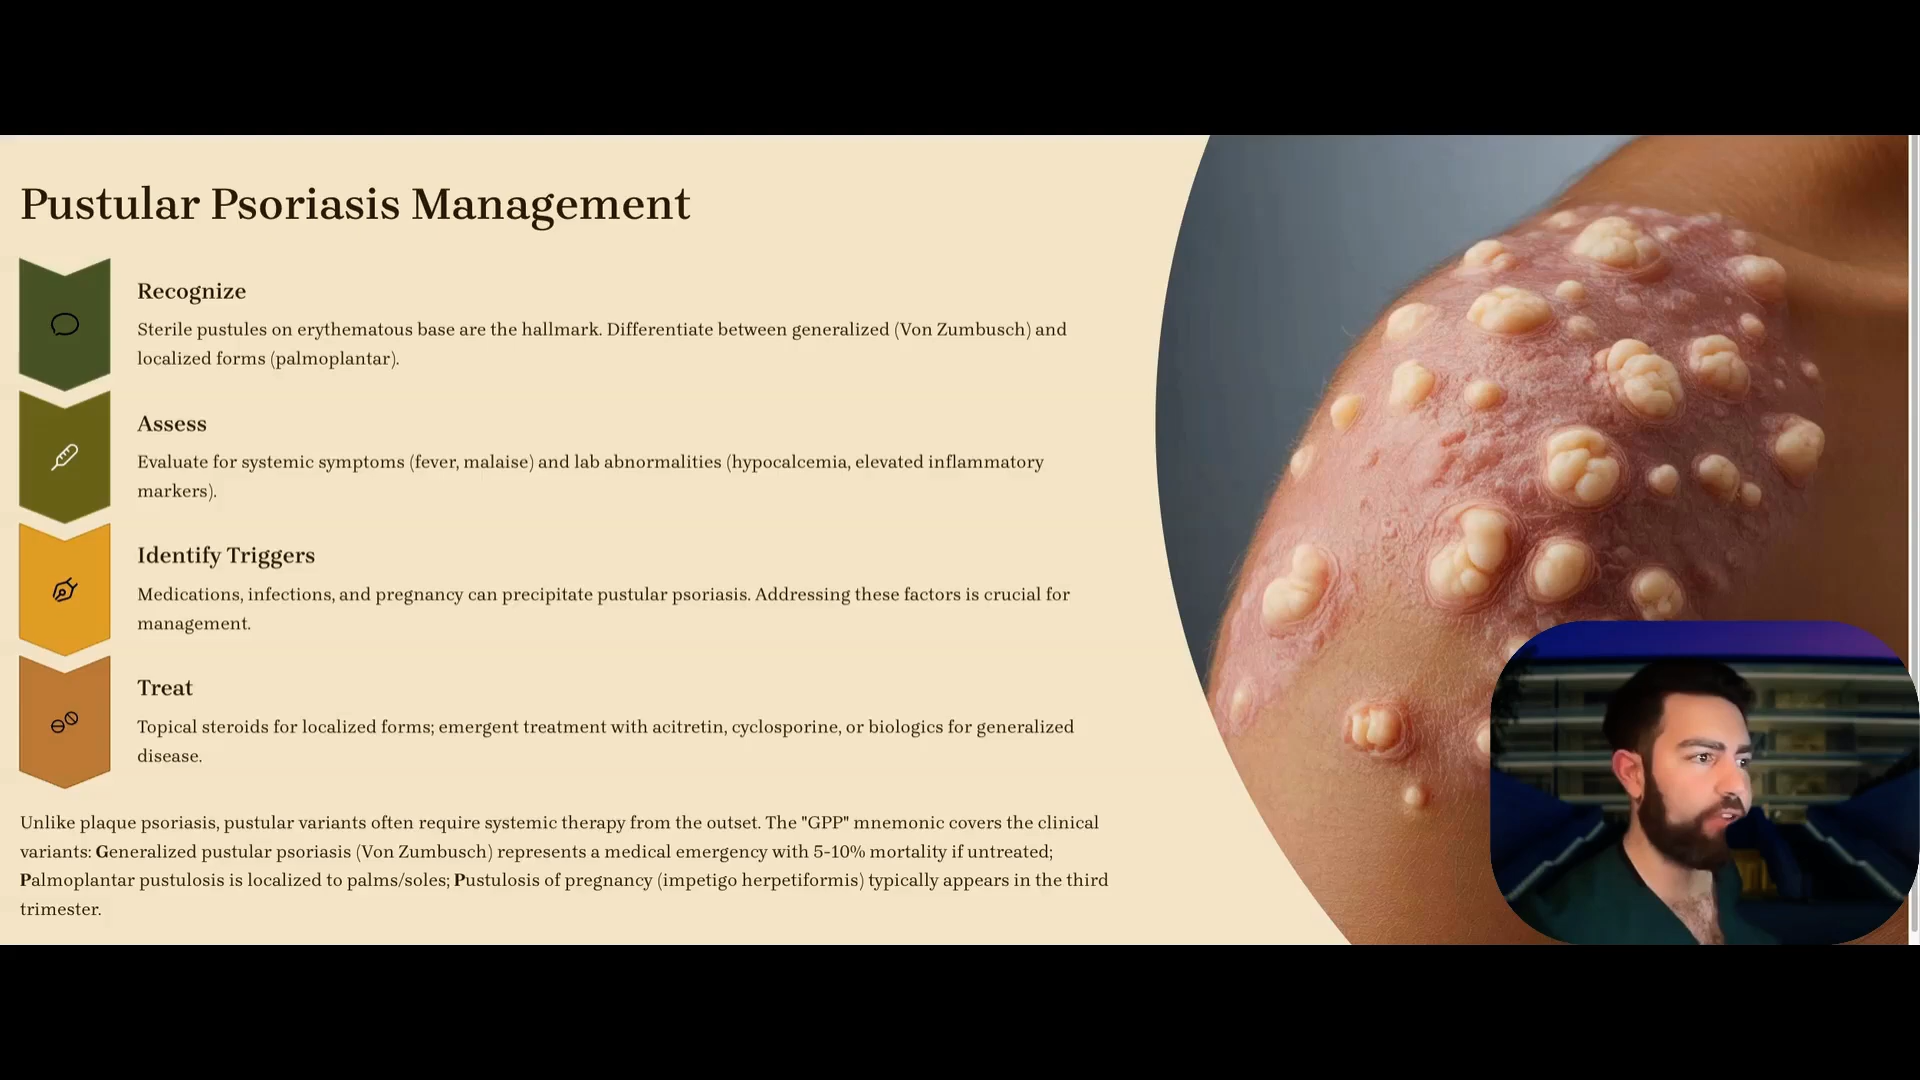 Pustular Psoriasis Management
Recognize
Sterile pustules on erythematous base are the hallmark. Differentiate between generalized (Von Zumbusch) and
localized forms (palmoplantar).
Assess
Evaluate for systemic symptoms (fever, malaise) and lab abnormalities (hypocalcemia, elevated inflammatory
markers).
Identify Triggers
Medications, infections, and pregnancy can precipitate pustular psoriasis. Addressing these factors is crucial for
management.
Treat
Topical steroids for localized forms; emergent treatment with acitretin, cyclosporine, or biologics for generalized
disease.
Unlike plaque psoriasis, pustular variants often require systemic therapy from the outset. The "GPP" mnemonic covers the clinical
variants: Generalized pustular psoriasis (Von Zumbusch) represents a medical emergency with 5-10% mortality if untreated;
Palmoplantar pustulosis is localized to palms/soles; Pustulosis of pregnancy (impetigo herpetiformis) typically appears in the third
trimester.